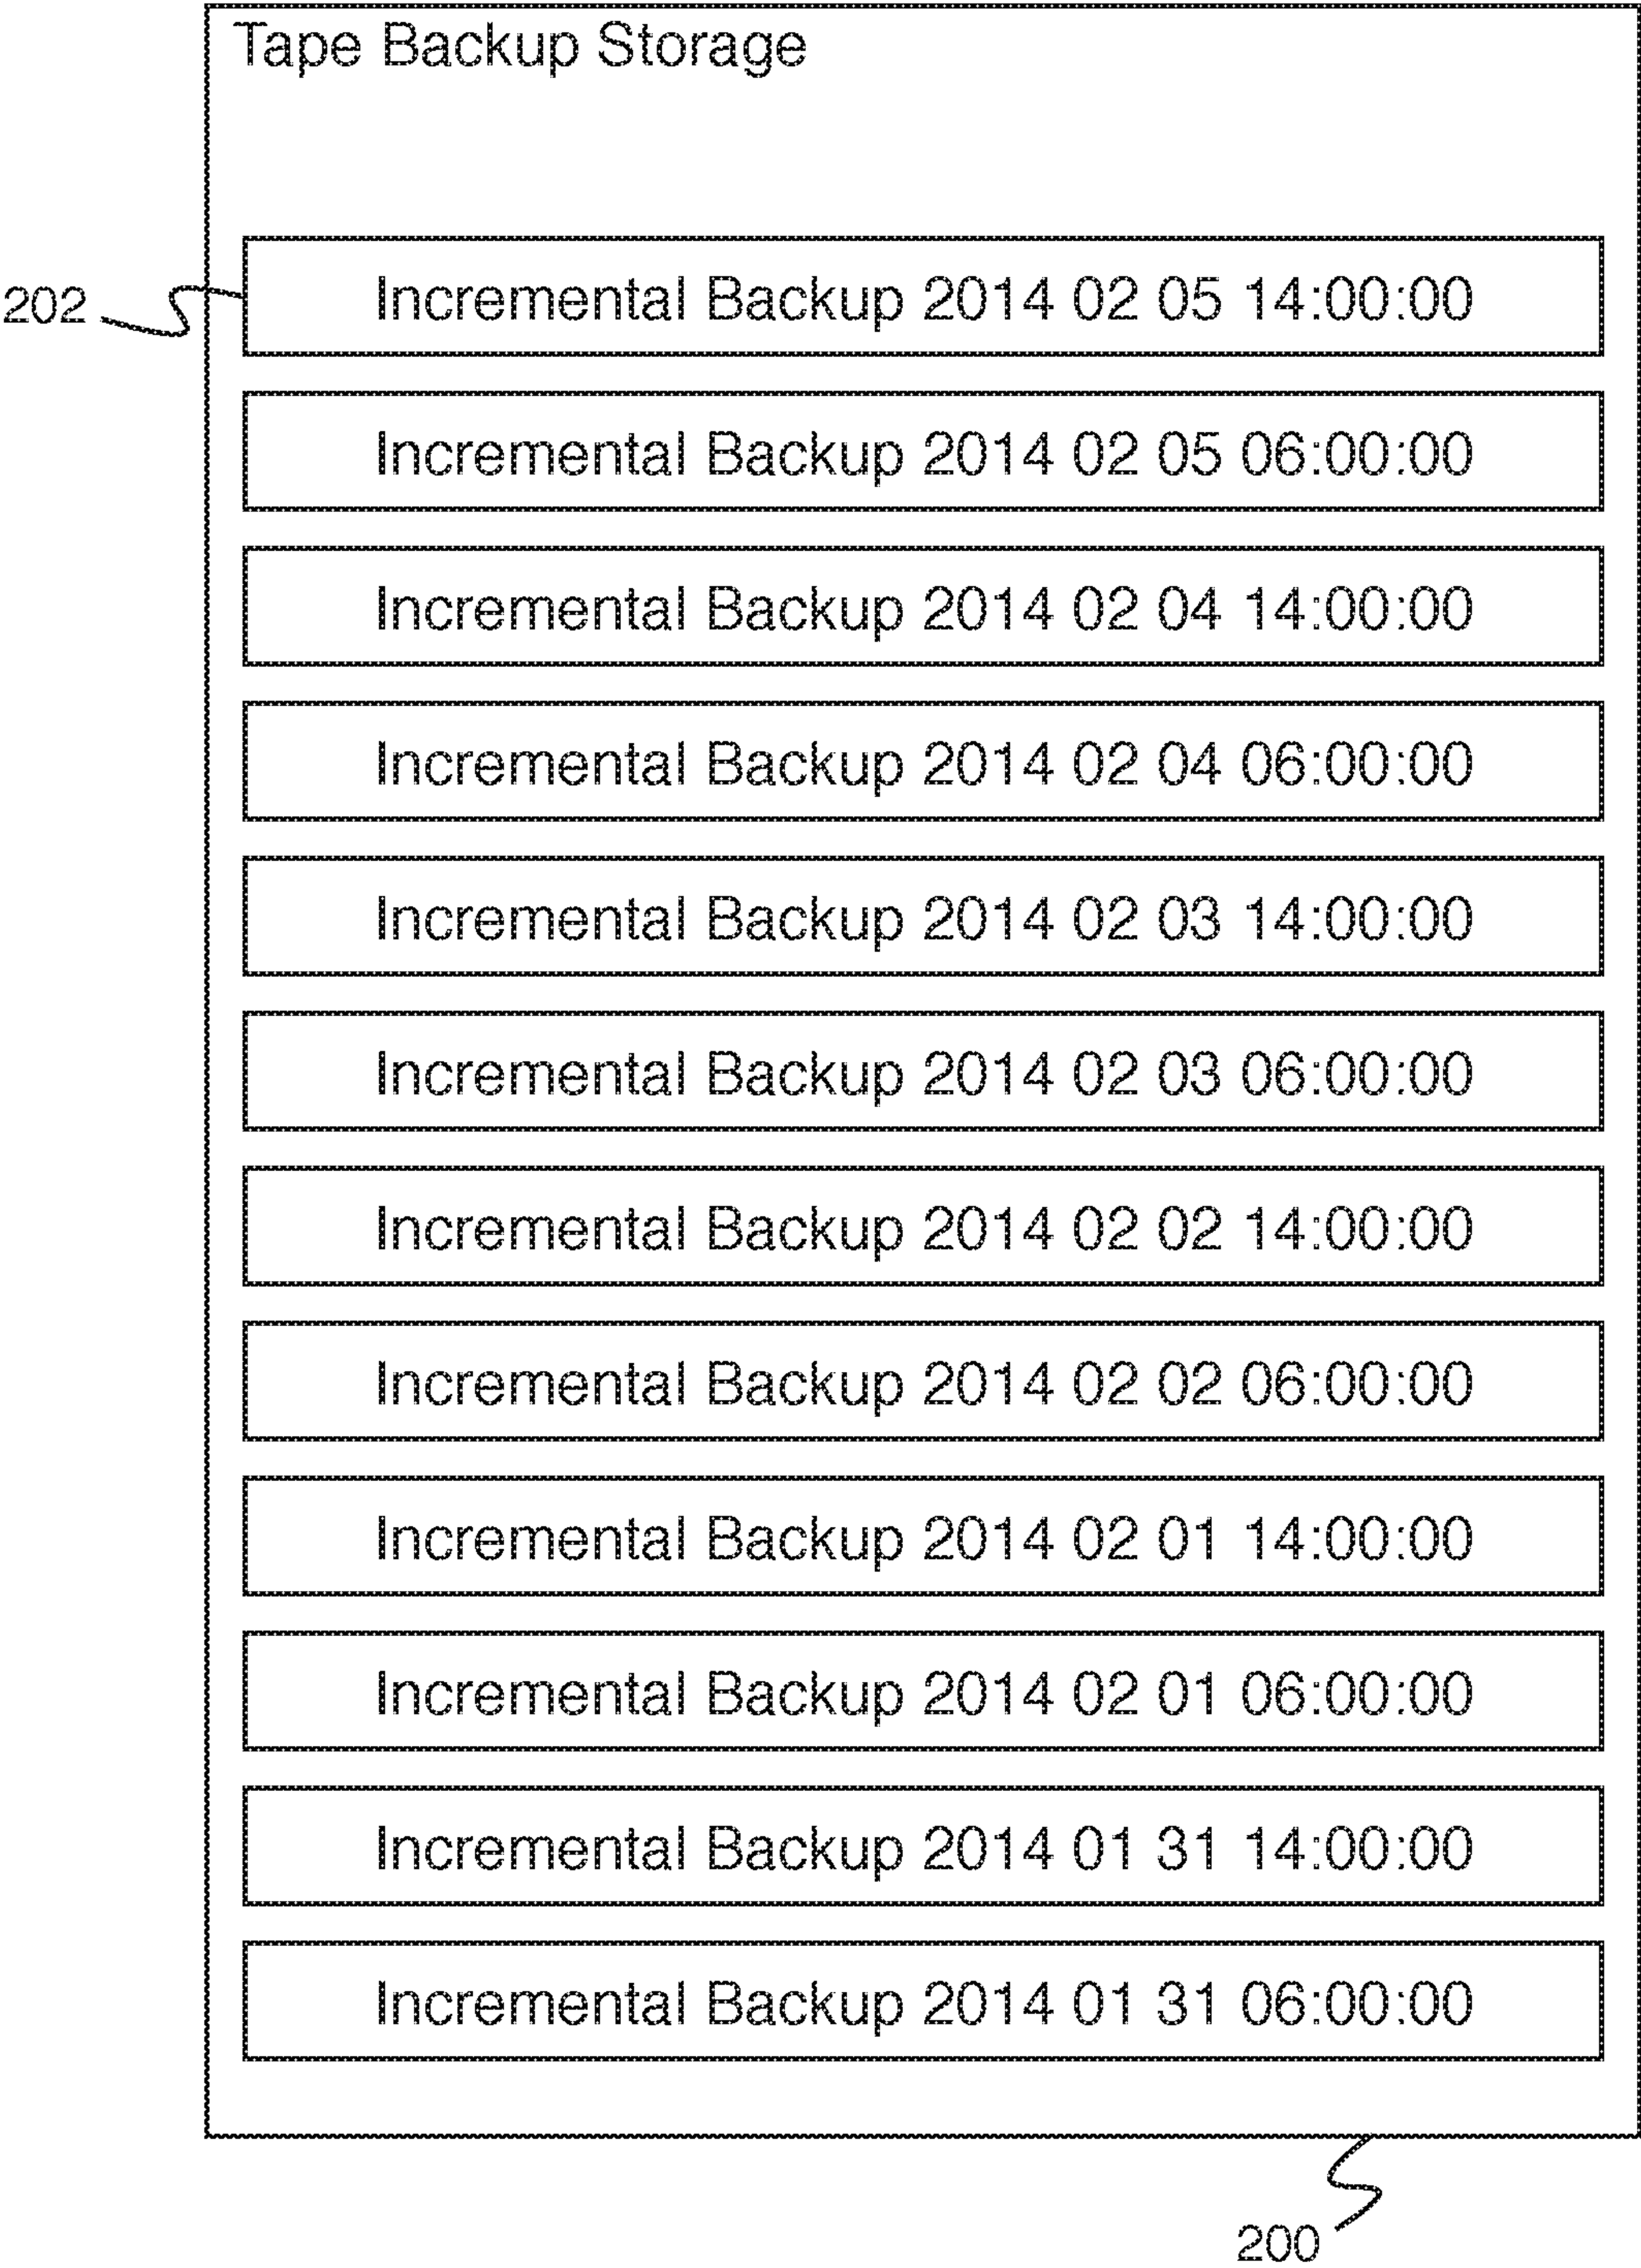 Tape Backup Storage
202
Incremental Backup 2014 02 05 14:00:00
Incremental Backup 2014 02 05 06:00:00
Incremental Backup 2014 02 04 14:00:00
Incremental Backup 2014 02 04 06:00:00
Incremental Backup 2014 02 03 14:00:00
Incremental Backup 2014 02 03 06:00:00
Incremental Backup 2014 02 02 14:00:00
Incremental Backup 2014 02 02 06:00:00
Incremental Backup 2014 02 01 14:00:00
Incremental Backup 2014 02 01 06:00:00
Incremental Backup 2014 01 31 14:00:00
Incremental Backup 2014 01 31 06:00:00
200